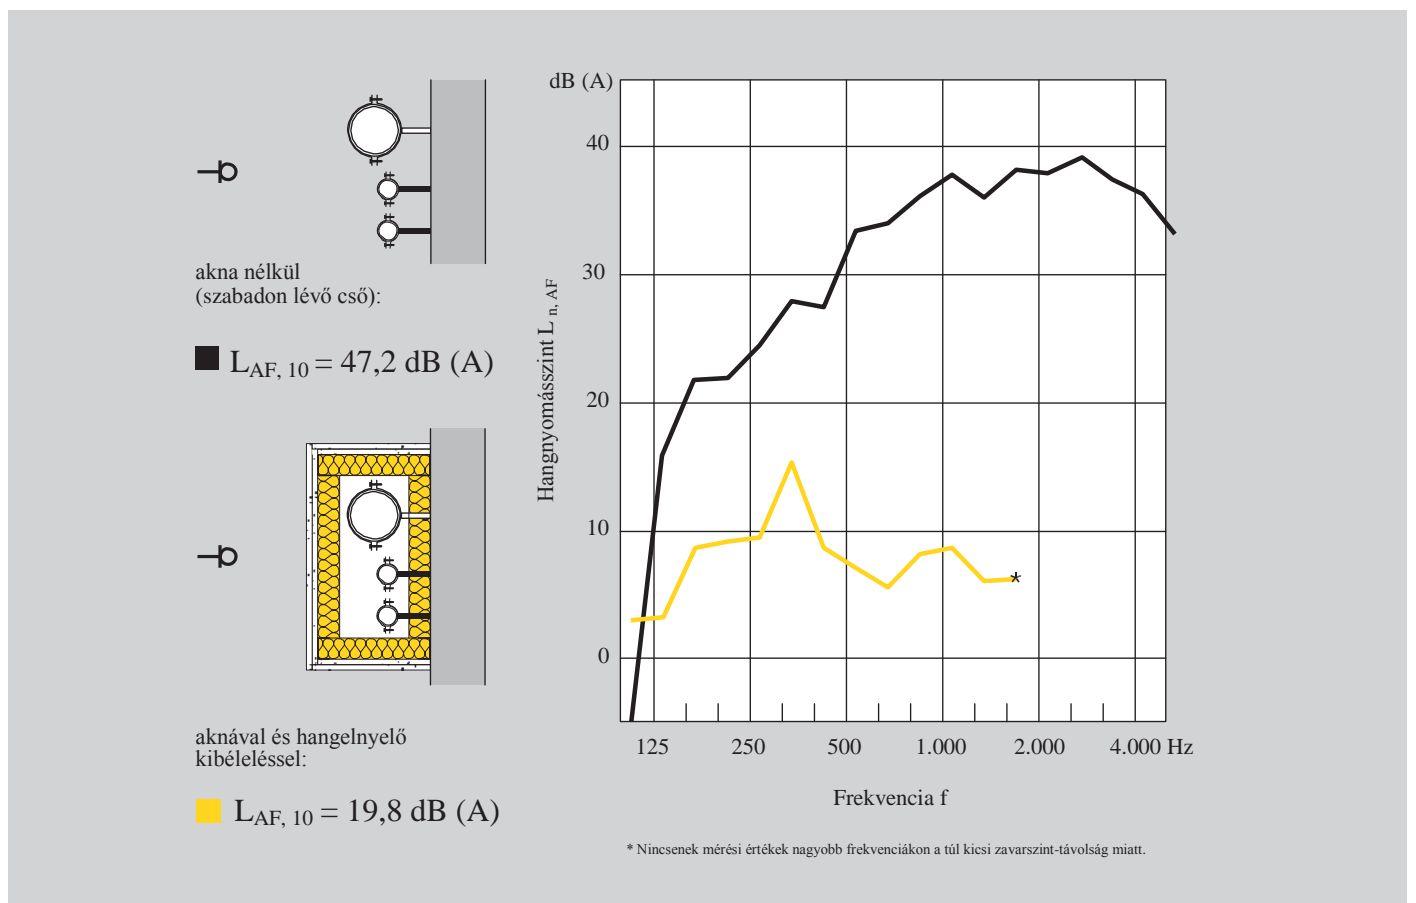 akna nélkül
(szabadon lévő cső):
L AF, 10 = 47,2 dB (A)
aknával és hangelnyelő
kibéleléssel:
L AF, 10 = 19,8 dB (A)
dB (A)
40
30
20
10
0
Hangnyomásszint L n, AF
*
125 250 500 1.000 2.000 4.000 Hz
Frekvencia f
* Nincsenek mérési értékek nagyobb frekvenciákon a túl kicsi zavarszint-távolság miatt.